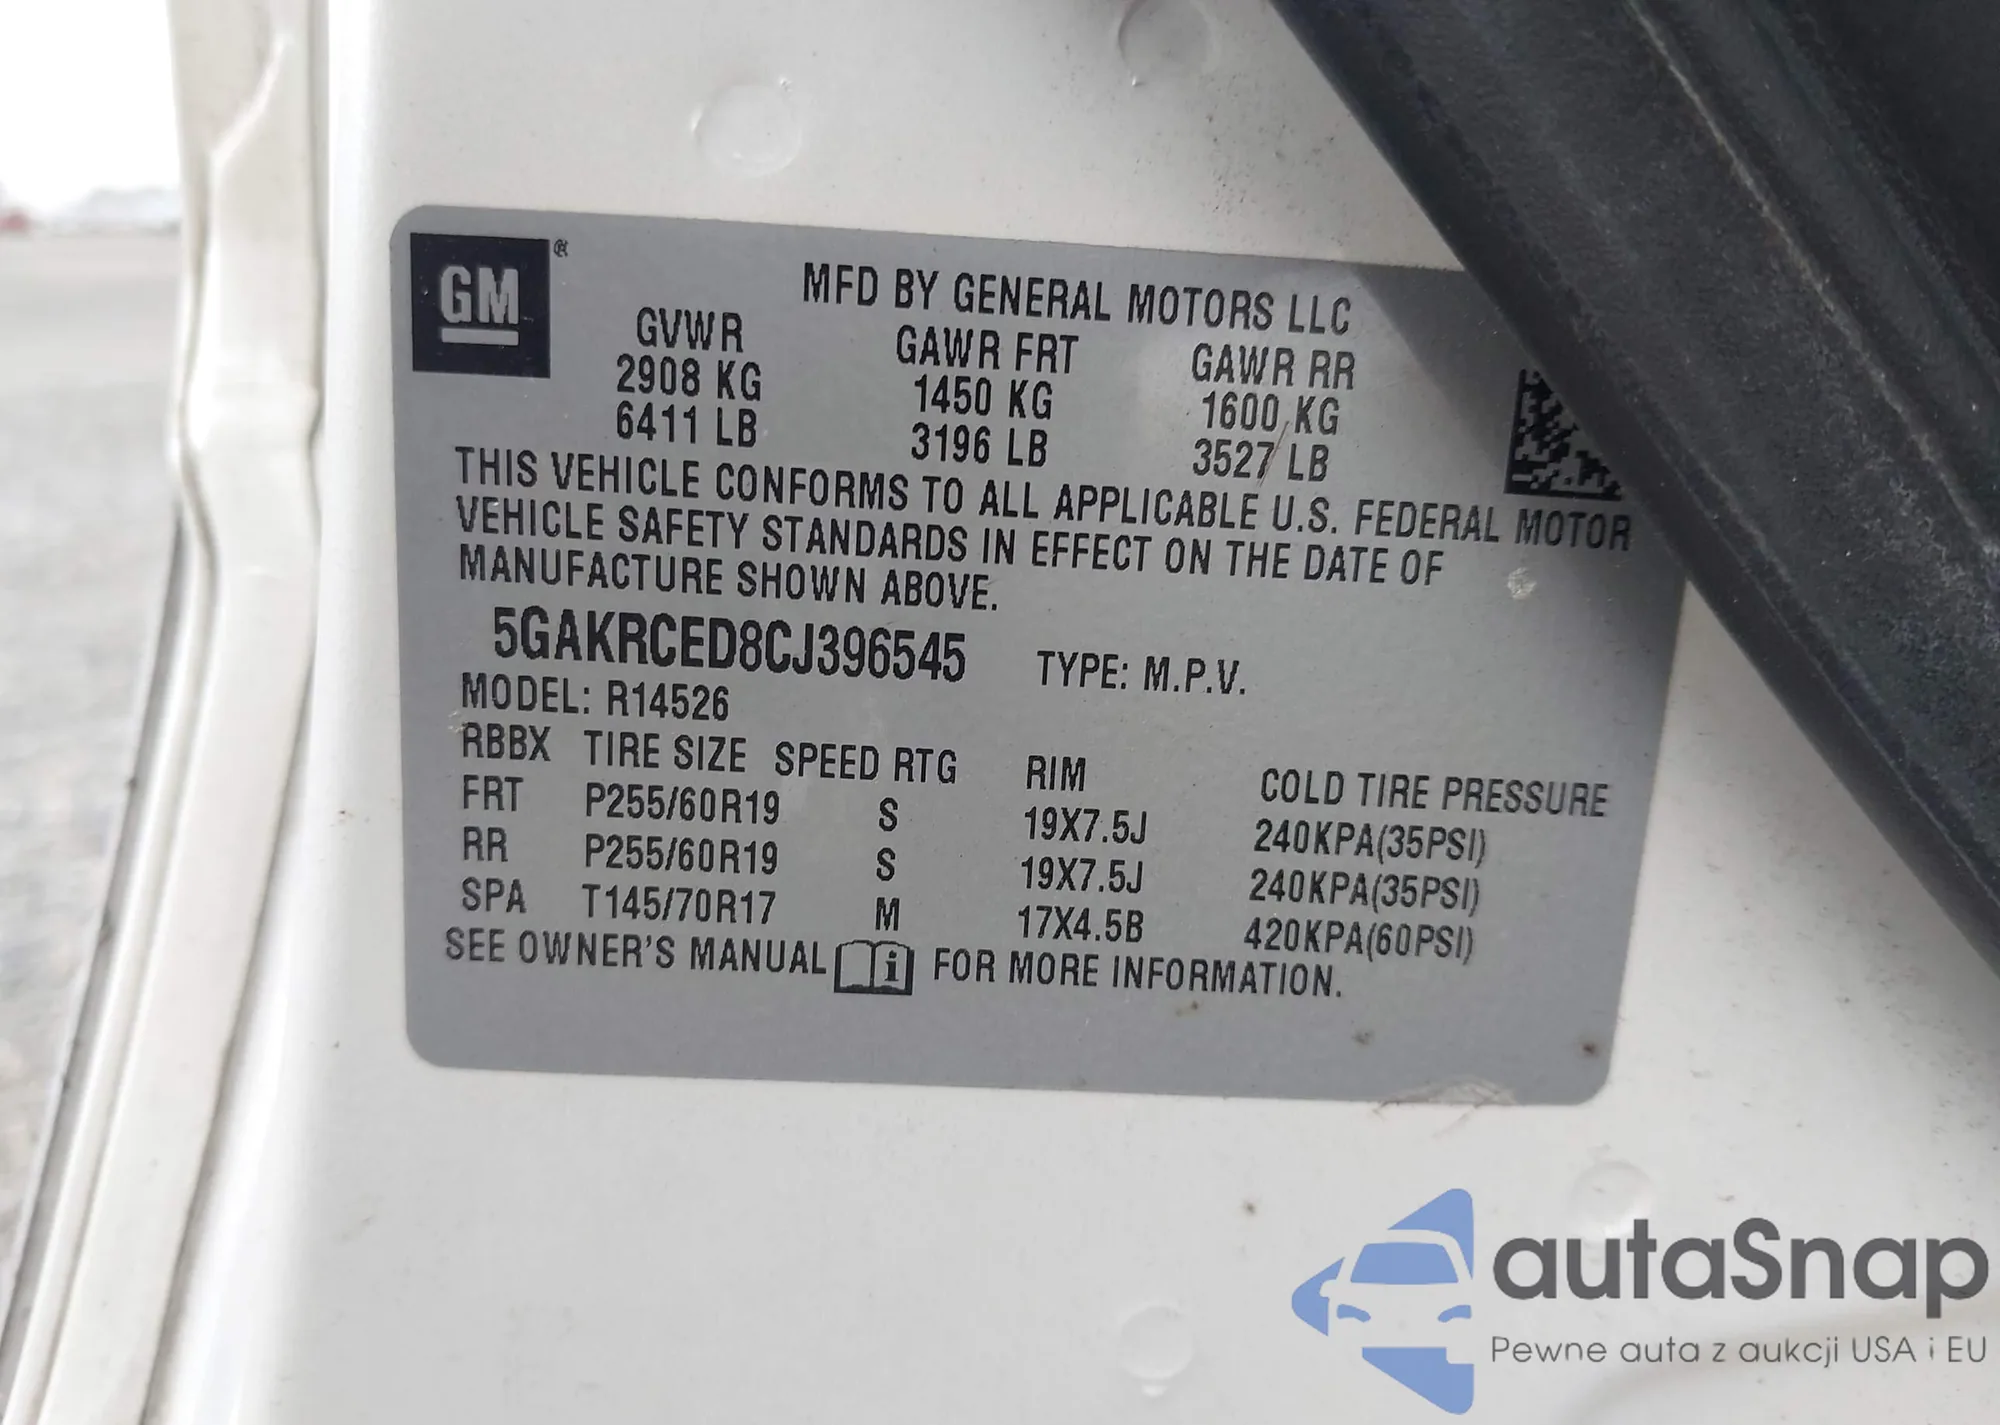 GM ®
MFD BY GENERAL MOTORS LLC
GVWR GAWR FRT GAWR RR
2908 KG 1450 KG 1600 KG
6411 LB 3196 LB 3527 LB
THIS VEHICLE CONFORMS TO ALL APPLICABLE U.S. FEDERAL MOTOR
VEHICLE SAFETY STANDARDS IN EFFECT ON THE DATE OF
MANUFACTURE SHOWN ABOVE.
5GAKRCED8CJ396545 TYPE: M.P.V.
MODEL: R14526
RBBX TIRE SIZE SPEED RTG RIM COLD TIRE PRESSURE
FRT P255/60R19 S 19X7.5J 240KPA(35PSI)
RR P255/60R19 S 19X7.5J 240KPA(35PSI)
SPA T145/70R17 M 17X4.5B 420KPA(60PSI)
SEE OWNER'S MANUAL i FOR MORE INFORMATION.
autaSnap
Pewne auta z aukcji USA i EU